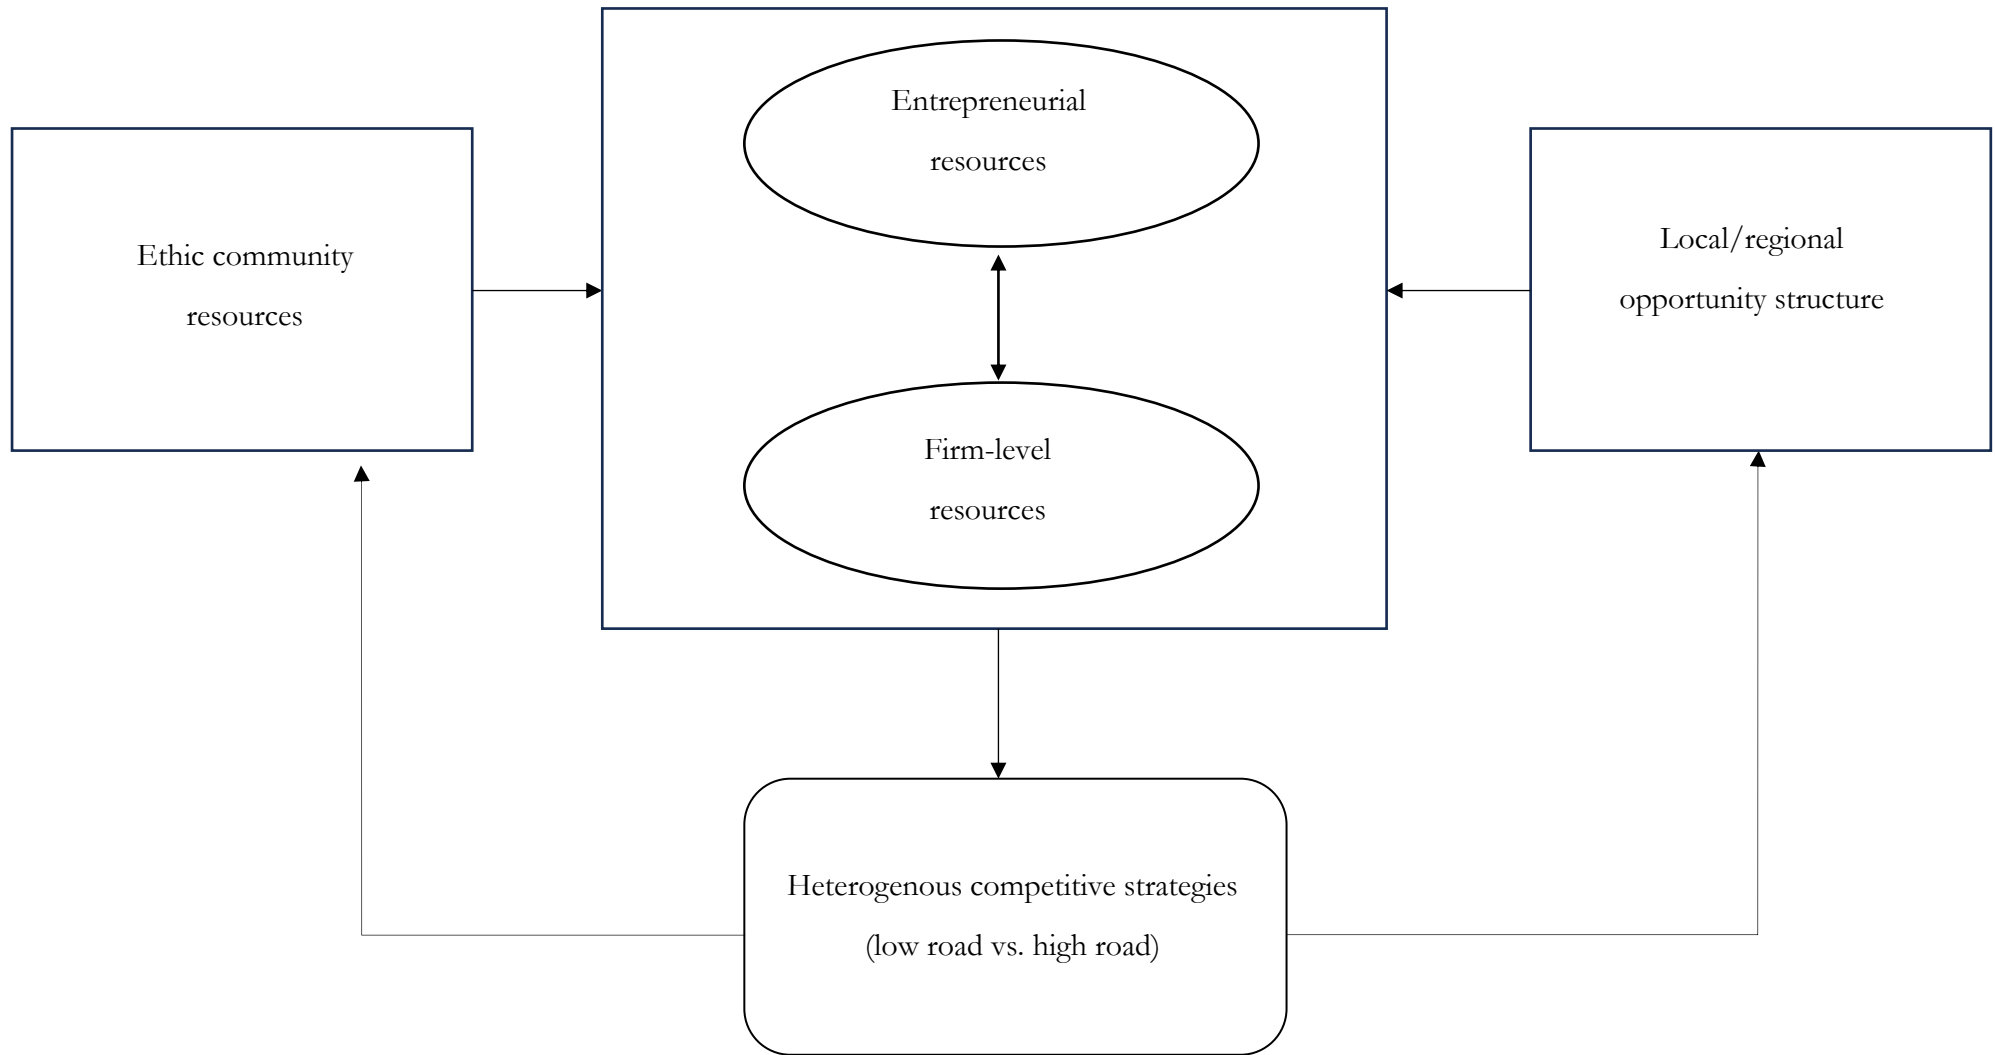 Entrepreneurial
resources
Ethic community
resources
Local/regional
opportunity structure
Firm-level
resources
Heterogenous competitive strategies
(low road vs. high road)